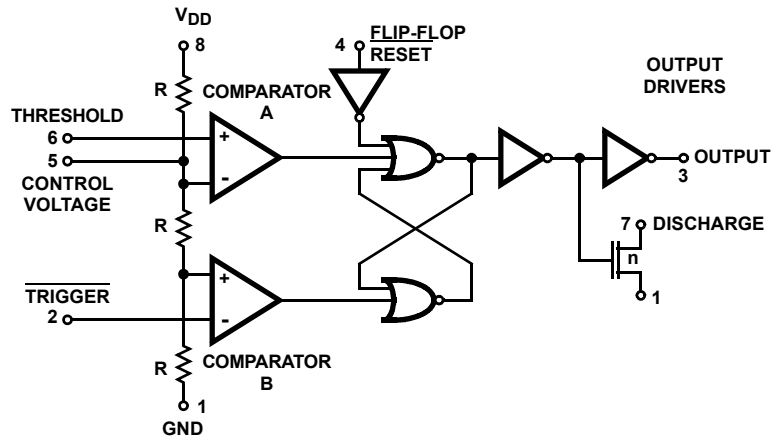 VDD
8
4
FLIP-FLOP
RESET
OUTPUT
DRIVERS
R
COMPARATOR
A
THRESHOLD
6
+
5
-
CONTROL
VOLTAGE
OUTPUT
3
R
7
DISCHARGE
n
1
TRIGGER
2
+
-
R
COMPARATOR
B
1
GND